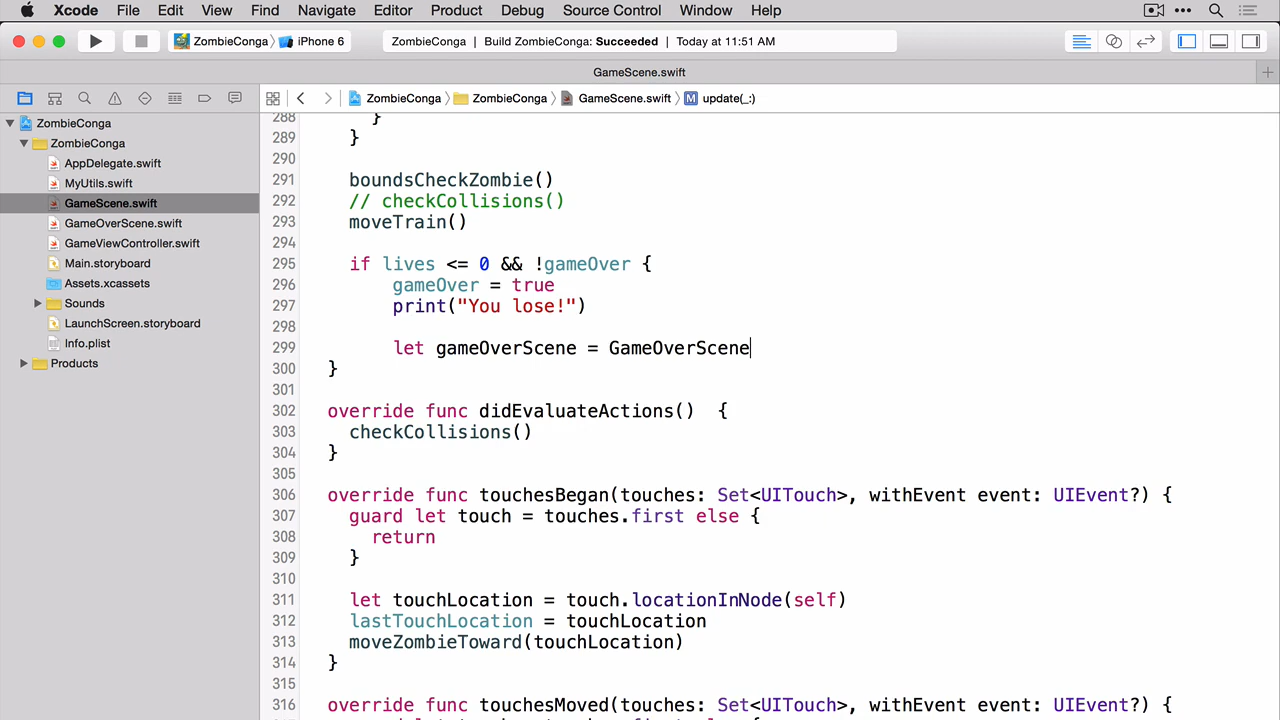 Xcode File Edit View Find Navigate Editor Product Debug Source Control Window Help
ZombieConga iPhone 6 ZombieConga | Build ZombieConga: Succeeded | Today at 11:51 AM
GameScene.swift
ZombieConga ZombieConga GameScene.swift M update(_:)
ZombieConga
ZombieConga
AppDelegate.swift
MyUtils.swift
GameScene.swift
GameOverScene.swift
GameViewController.swift
Main.storyboard
Assets.xcassets
Sounds
LaunchScreen.storyboard
Info.plist
Products
288 }
289 }
290
291 boundsCheckZombie()
292 // checkCollisions()
293 moveTrain()
294
295 if lives <= 0 && !gameOver {
296 gameOver = true
297 print("You lose!")
298
299 let gameOverScene = GameOverScene
300 }
301
302 override func didEvaluateActions()  {
303 checkCollisions()
304 }
305
306 override func touchesBegan(touches: Set<UITouch>, withEvent event: UIEvent?) {
307 guard let touch = touches.first else {
308 return
309 }
310
311 let touchLocation = touch.locationInNode(self)
312 lastTouchLocation = touchLocation
313 moveZombieToward(touchLocation)
314 }
315
316 override func touchesMoved(touches: Set<UITouch>, withEvent event: UIEvent?) {